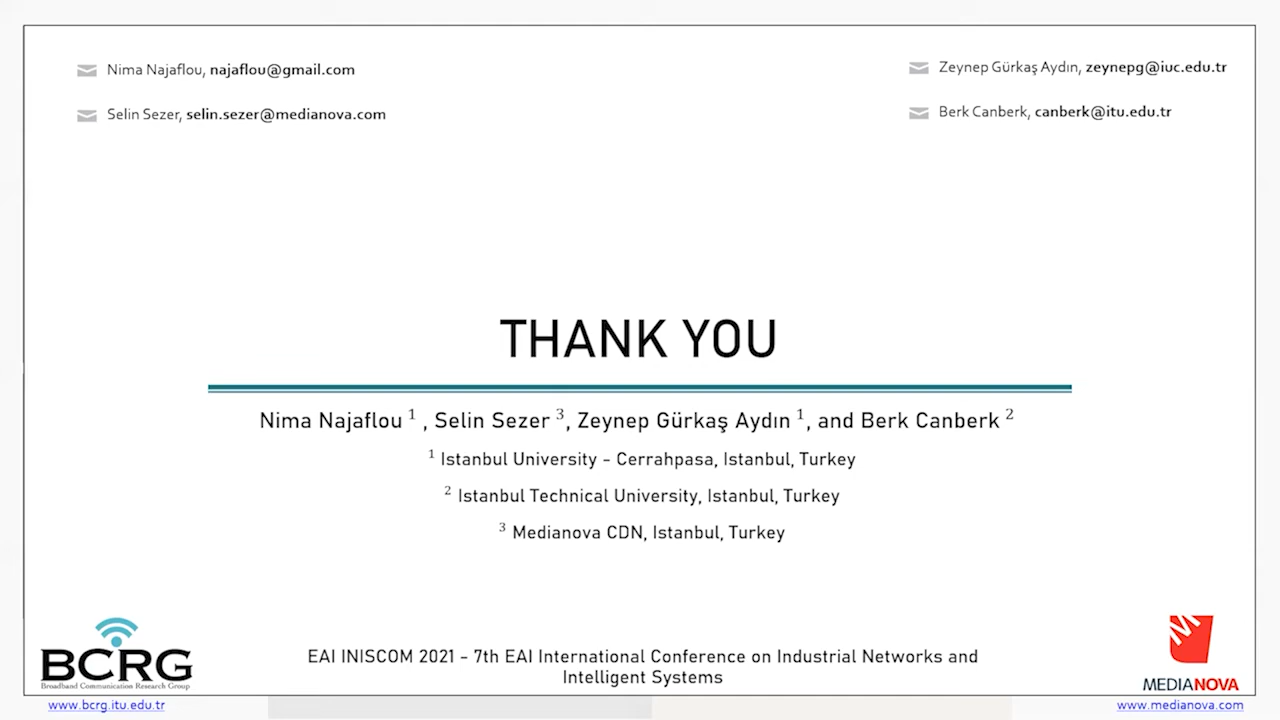 Nima Najaflou, najaflou@gmail.com
Selin Sezer, selin.sezer@medianova.com
Zeynep Gürkaş Aydın, zeynepg@iuc.edu.tr
Berk Canberk, canberk@itu.edu.tr
THANK YOU
Nima Najaflou ¹ , Selin Sezer ³, Zeynep Gürkaş Aydın ¹, and Berk Canberk ²
¹ Istanbul University - Cerrahpasa, Istanbul, Turkey
² Istanbul Technical University, Istanbul, Turkey
³ Medianova CDN, Istanbul, Turkey
BCRG
Broadband Communication Research Group
www.bcrg.itu.edu.tr
EAI INISCOM 2021 - 7th EAI International Conference on Industrial Networks and
Intelligent Systems
MEDIANOVA
www.medianova.com